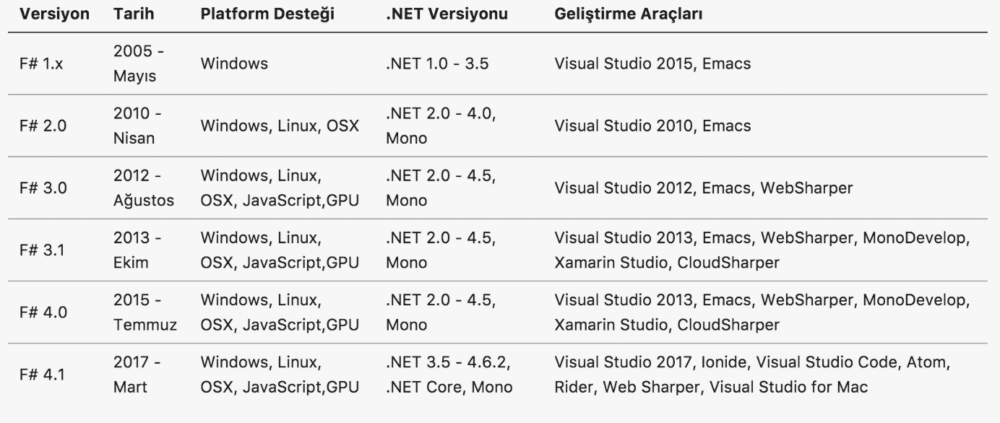 Versiyon Tarih Platform Desteği .NET Versiyonu Geliştirme Araçları
F# 1.x 2005 - Mayıs Windows .NET 1.0 - 3.5 Visual Studio 2015, Emacs
F# 2.0 2010 - Nisan Windows, Linux, OSX .NET 2.0 - 4.0, Mono Visual Studio 2010, Emacs
F# 3.0 2012 - Ağustos Windows, Linux, OSX, JavaScript,GPU .NET 2.0 - 4.5, Mono Visual Studio 2012, Emacs, WebSharper
F# 3.1 2013 - Ekim Windows, Linux, OSX, JavaScript,GPU .NET 2.0 - 4.5, Mono Visual Studio 2013, Emacs, WebSharper, MonoDevelop, Xamarin Studio, CloudSharper
F# 4.0 2015 - Temmuz Windows, Linux, OSX, JavaScript,GPU .NET 2.0 - 4.5, Mono Visual Studio 2013, Emacs, WebSharper, MonoDevelop, Xamarin Studio, CloudSharper
F# 4.1 2017 - Mart Windows, Linux, OSX, JavaScript,GPU .NET 3.5 - 4.6.2, .NET Core, Mono Visual Studio 2017, Ionide, Visual Studio Code, Atom, Rider, Web Sharper, Visual Studio for Mac